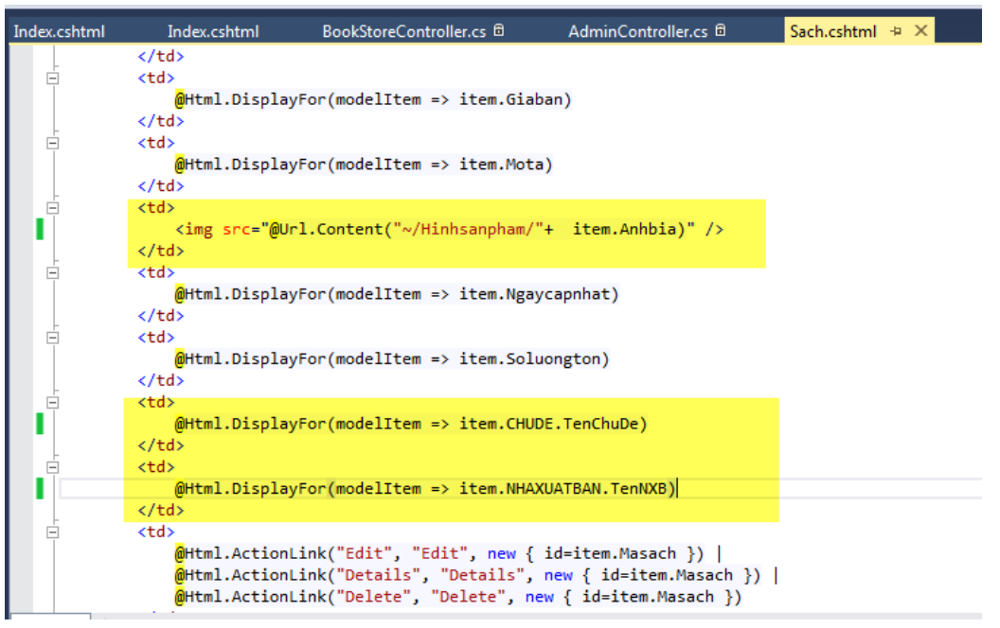 Index.cshtml Index.cshtml BookStoreController.cs AdminController.cs Sach.cshtml
</td>
<td>
@Html.DisplayFor(modelItem => item.Giaban)
</td>
<td>
@Html.DisplayFor(modelItem => item.Mota)
</td>
<td>
<img src="@Url.Content("~/Hinhsanpham/"+  item.Anhbia)" />
</td>
<td>
@Html.DisplayFor(modelItem => item.Ngaycapnhat)
</td>
<td>
@Html.DisplayFor(modelItem => item.Soluongton)
</td>
<td>
@Html.DisplayFor(modelItem => item.CHUDE.TenChuDe)
</td>
<td>
@Html.DisplayFor(modelItem => item.NHAXUATBAN.TenNXB)
</td>
<td>
@Html.ActionLink("Edit", "Edit", new { id=item.Masach }) |
@Html.ActionLink("Details", "Details", new { id=item.Masach }) |
@Html.ActionLink("Delete", "Delete", new { id=item.Masach })